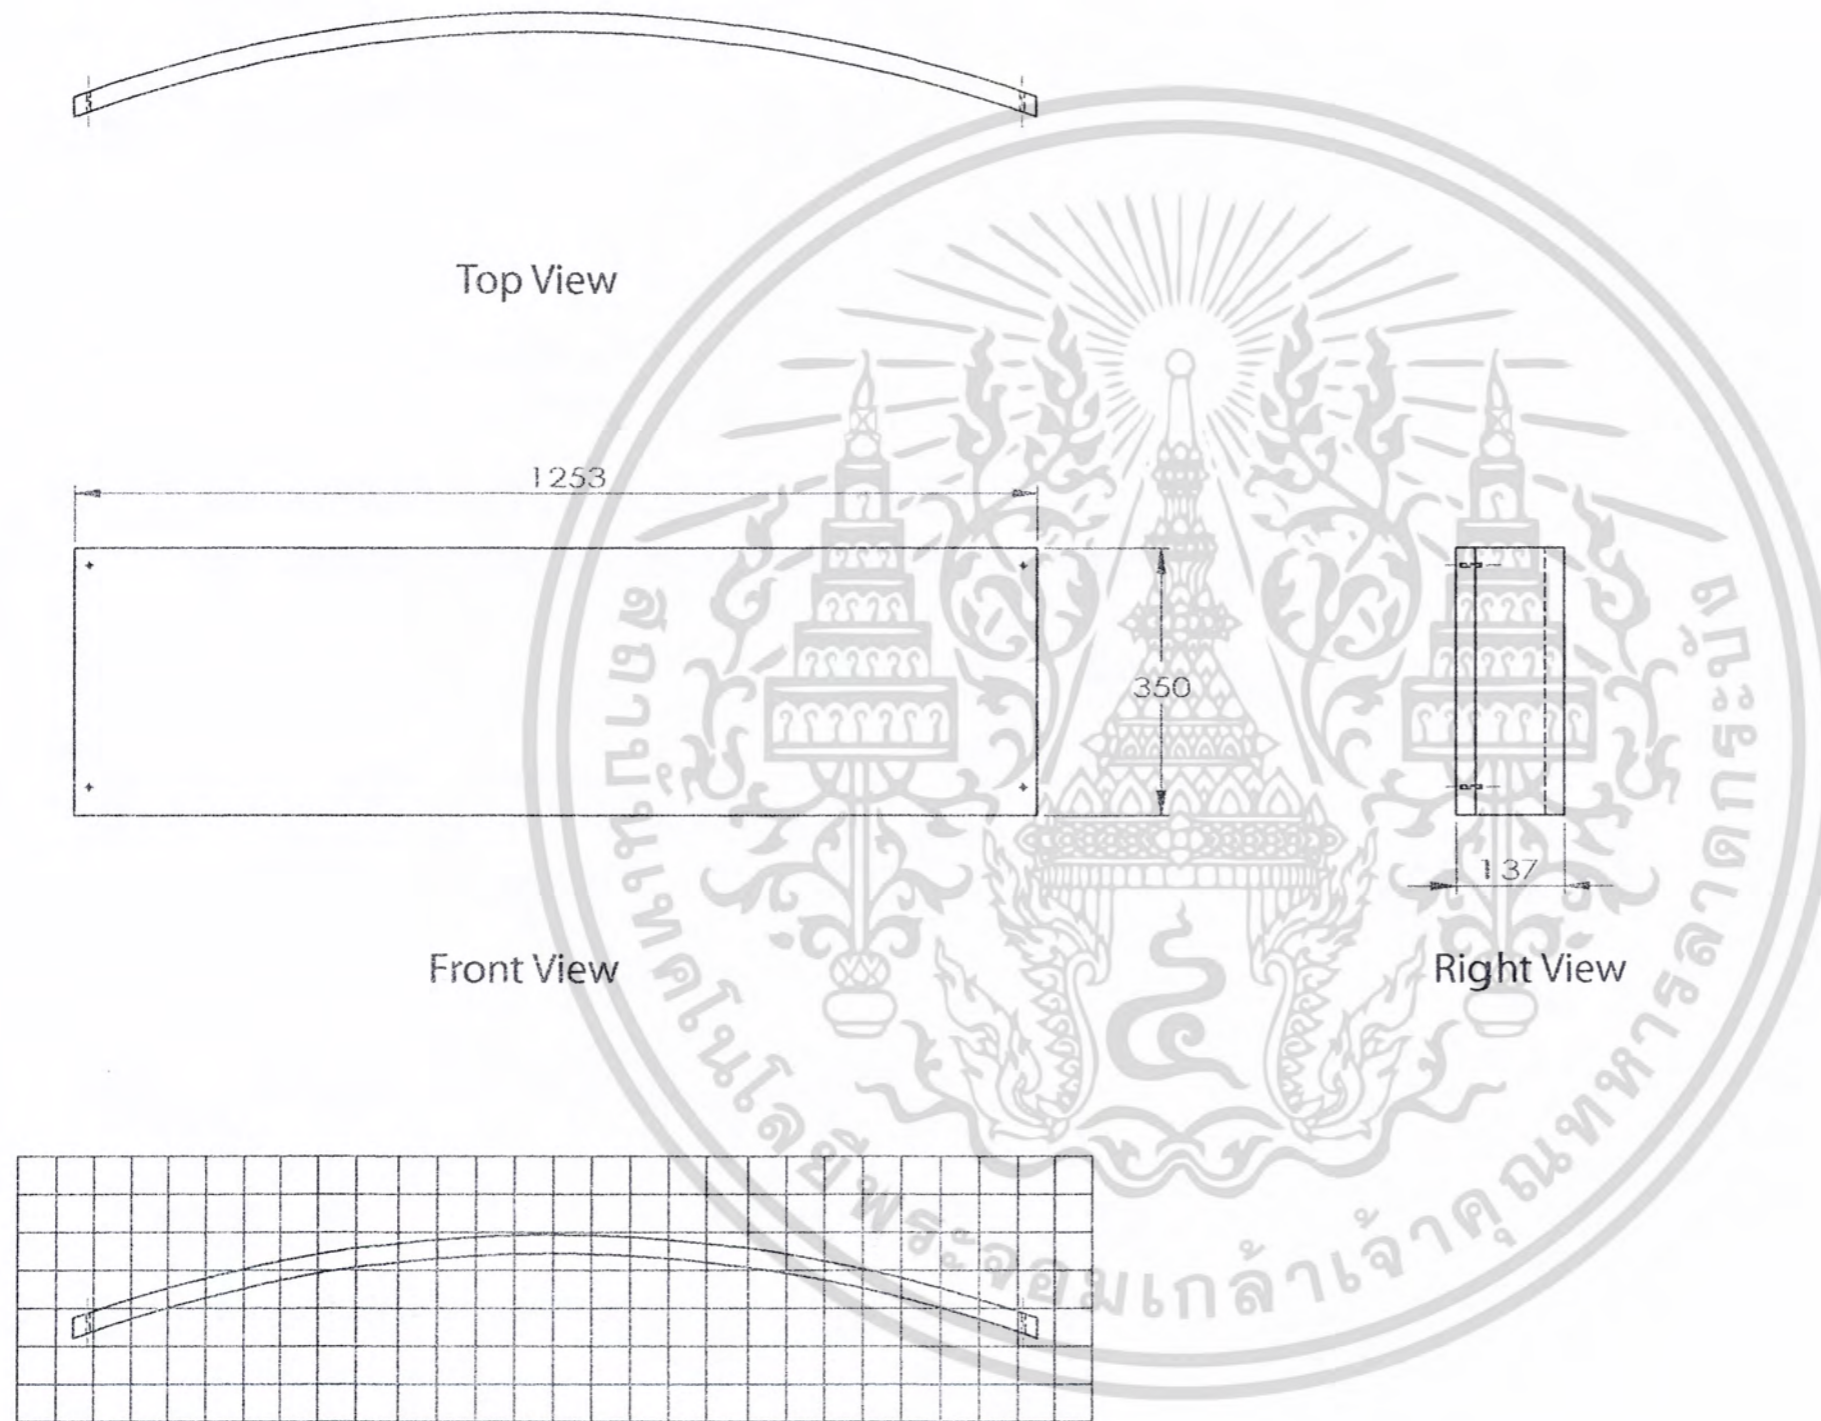 Top View
1253
350
137
Front View
Right View
สถาบันเทคโนโลยีพระจอมเกล้าเจ้าคุณทหารลาดกระบัง